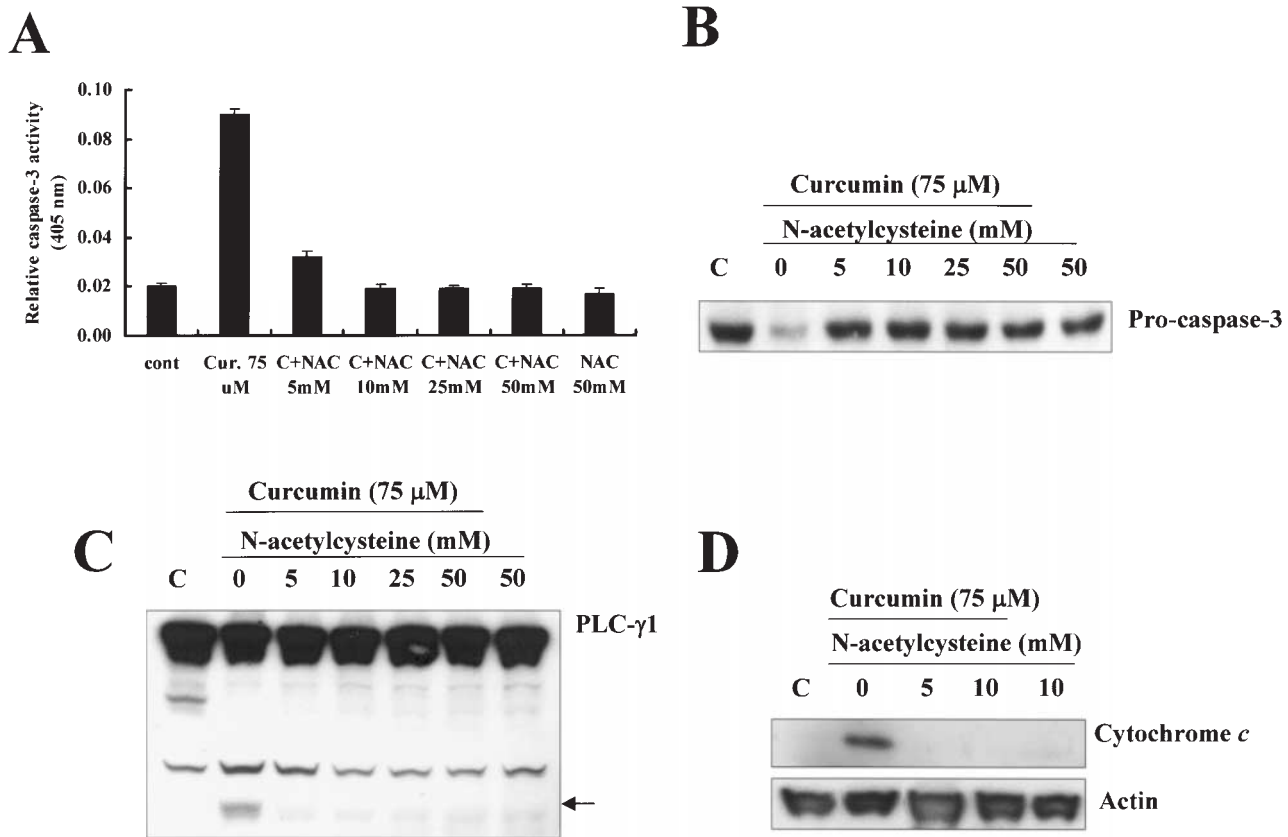 A
Relative caspase-3 activity
(405 nm)
0.10
0.08
0.06
0.04
0.02
0.00
cont Cur. 75 C+NAC C+NAC C+NAC C+NAC NAC
uM 5mM 10mM 25mM 50mM 50mM
B
Curcumin (75 μM)
N-acetylcysteine (mM)
C 0 5 10 25 50 50
Pro-caspase-3
C
Curcumin (75 μM)
N-acetylcysteine (mM)
C 0 5 10 25 50 50
PLC-γ1
D
Curcumin (75 μM)
N-acetylcysteine (mM)
C 0 5 10 10
Cytochrome c
Actin